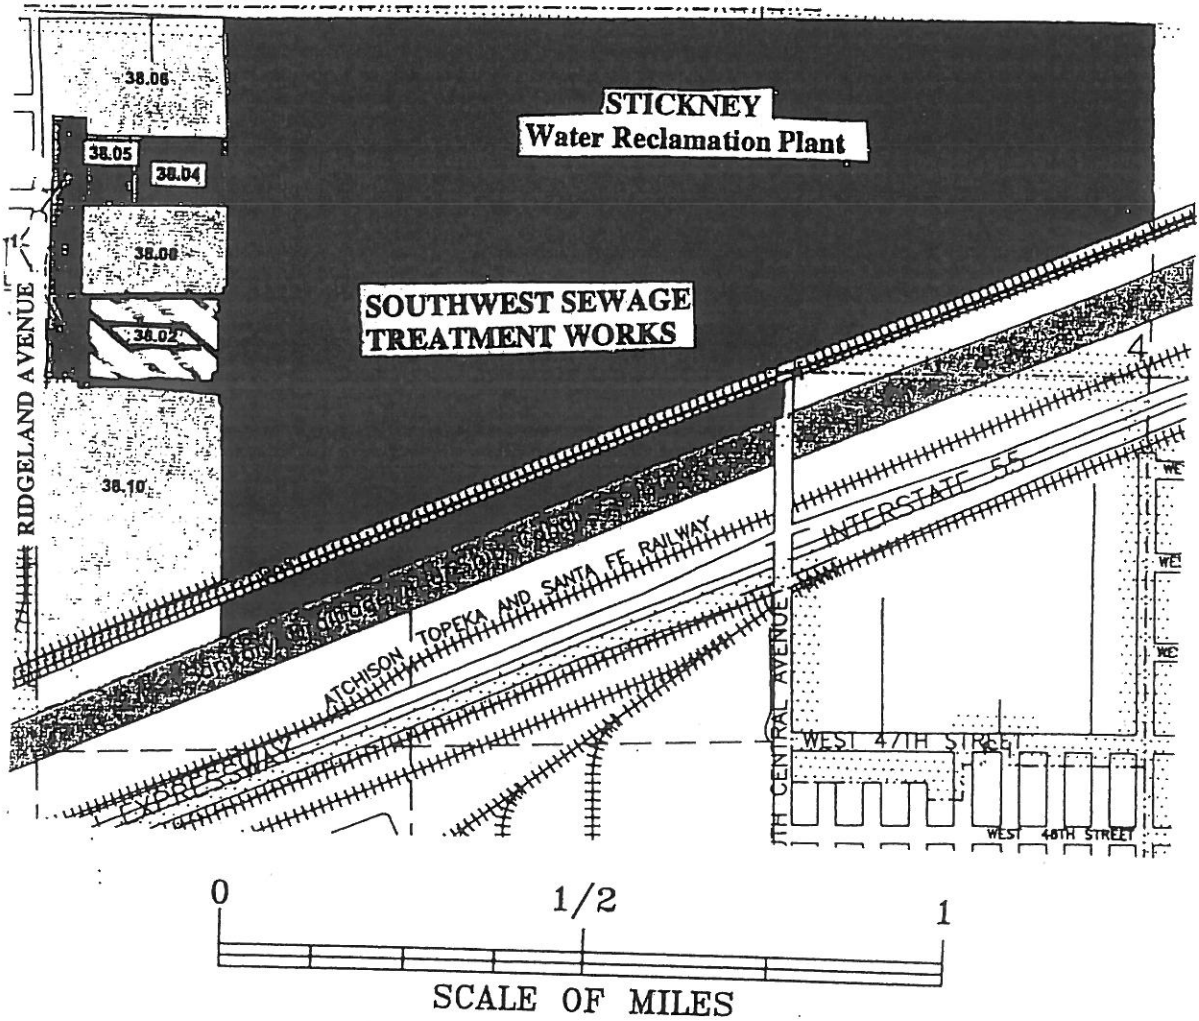 38.06
STICKNEY
Water Reclamation Plant
38.05
38.04
38.08
SOUTHWEST SEWAGE
TREATMENT WORKS
38.02
RIDGELAND AVENUE
4
38.10
INTERSTATE 55
WE
ATCHISON TOPEKA AND SANTA FE RAILWAY
CENTRAL AVENUE
EXPRESSWAY
WEST 47TH STREET
WEST 48TH STREET
0 1/2 1
SCALE OF MILES